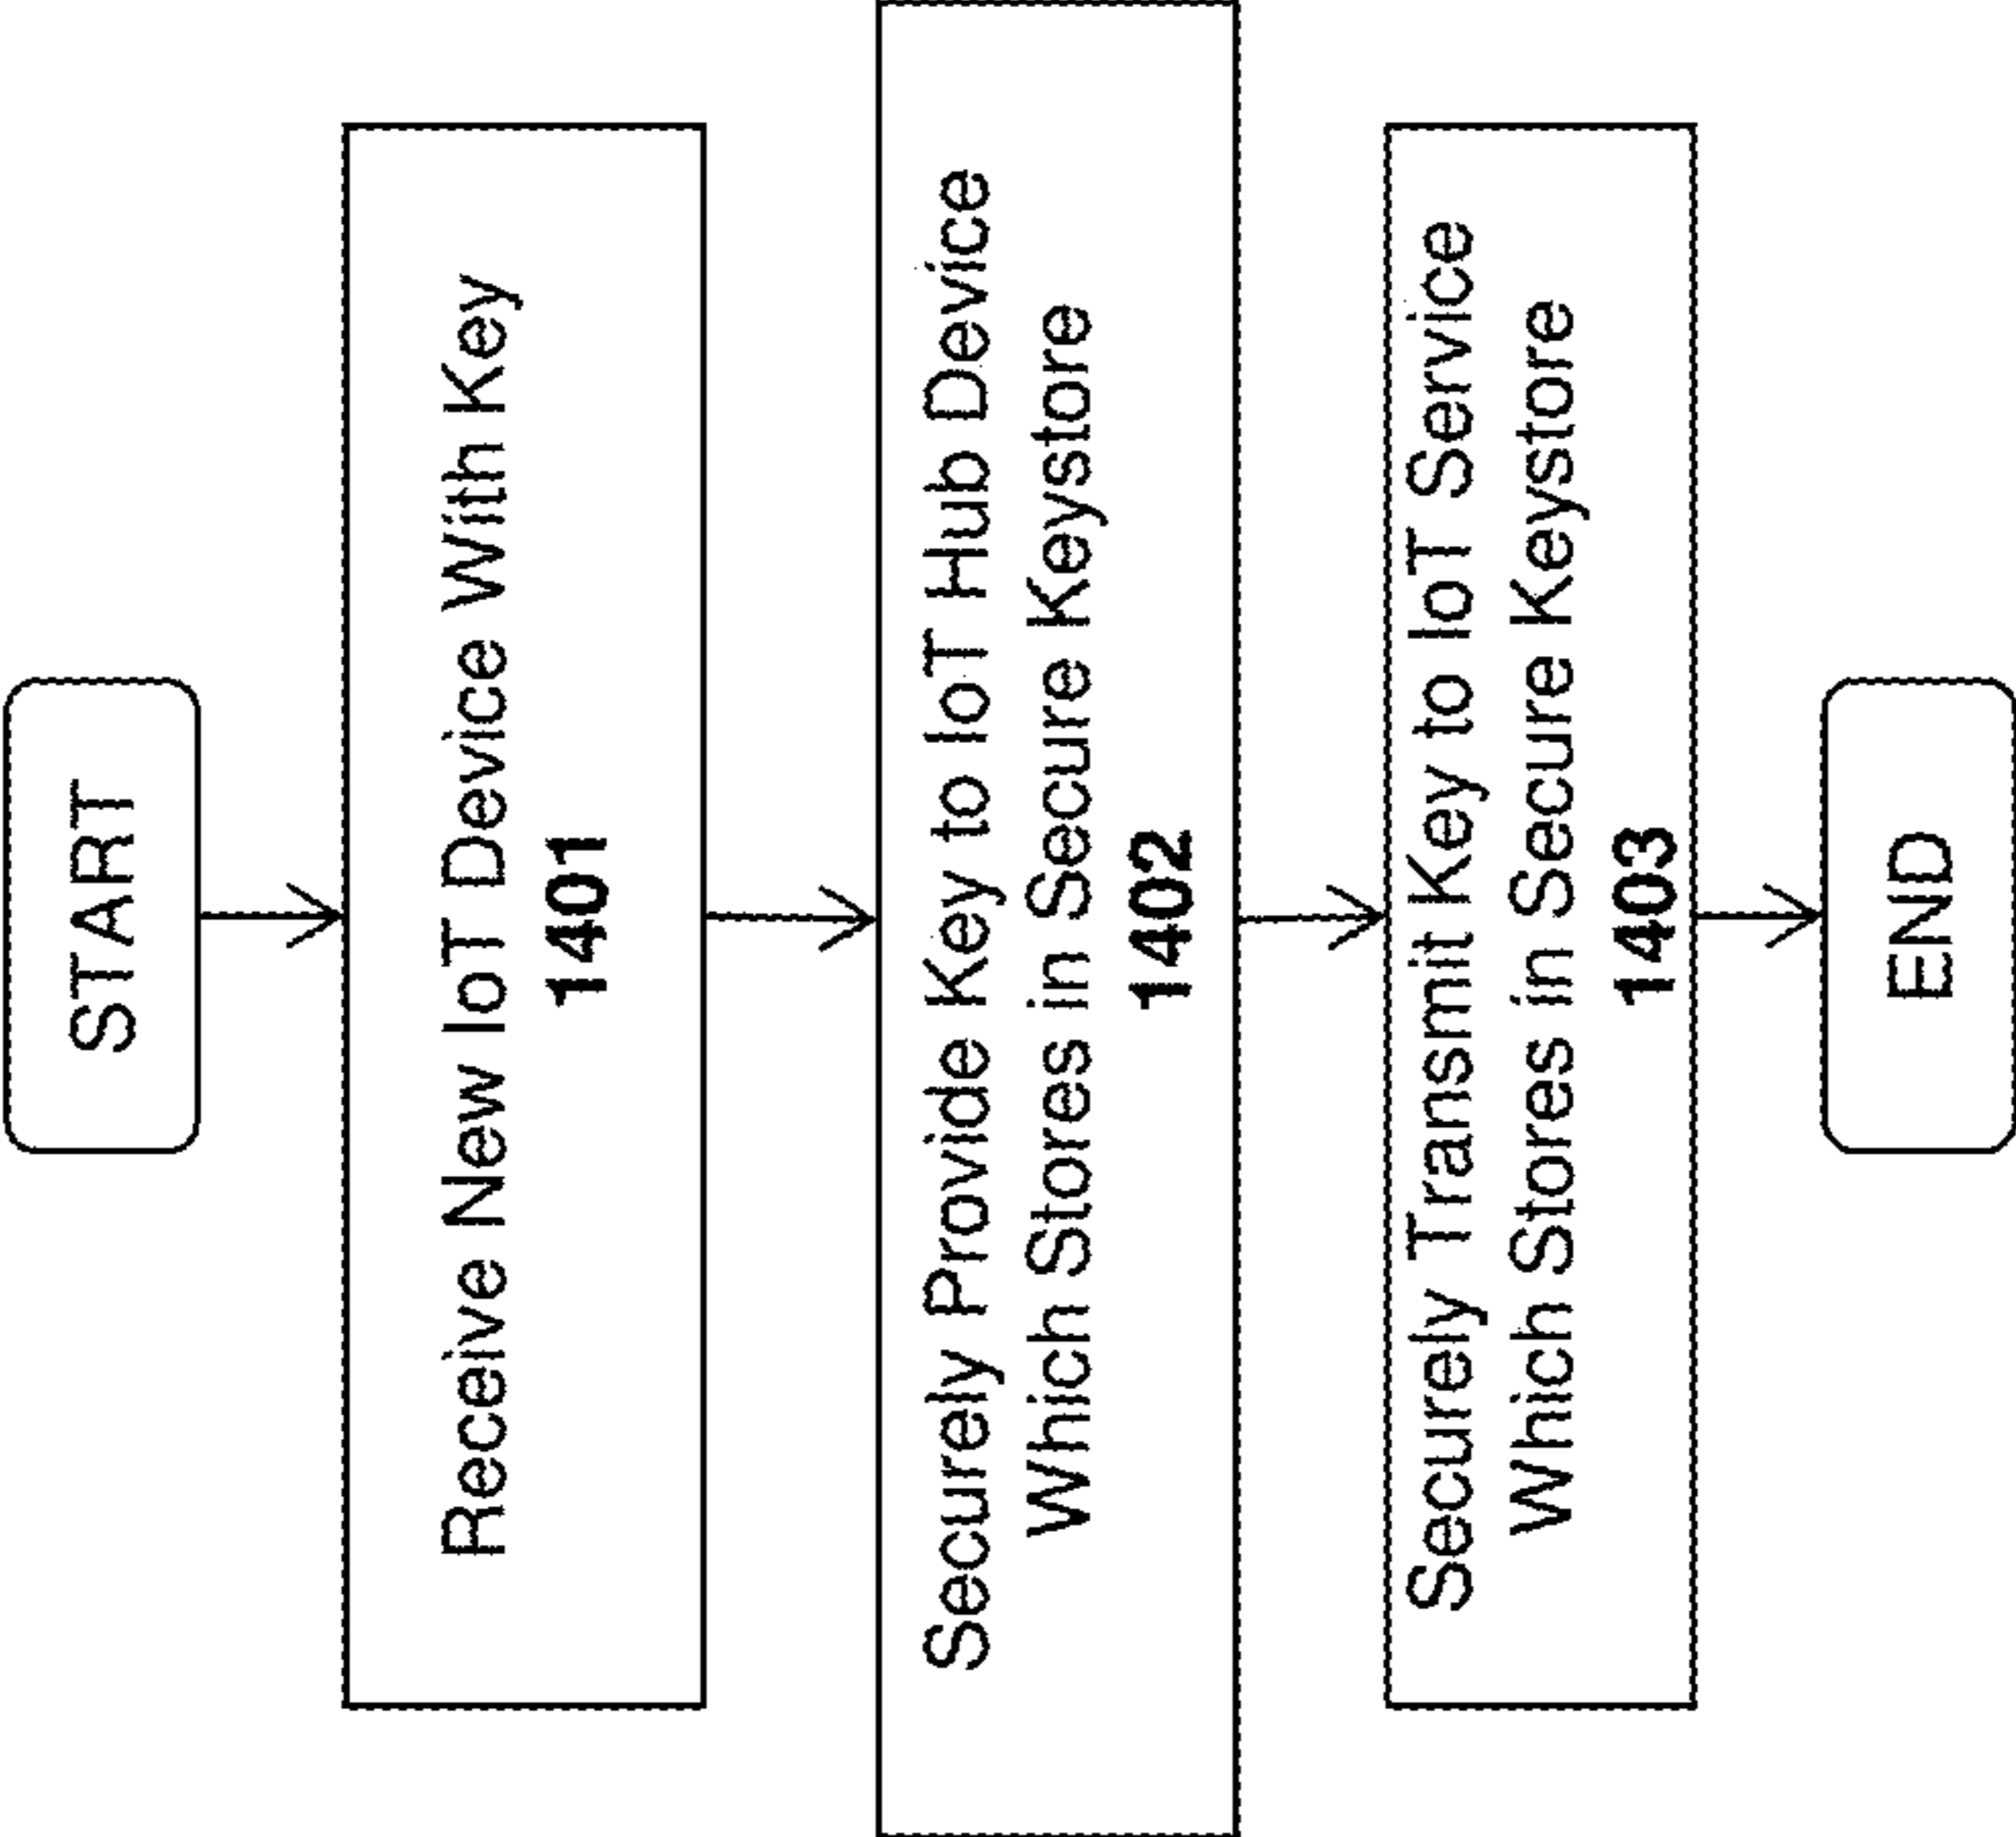 START
Receive New IoT Device With Key
1401
Securely Provide Key to IoT Hub Device
Which Stores in Secure Keystore
1402
Securely Transmit Key to IoT Service
Which Stores in Secure Keystore
1403
END